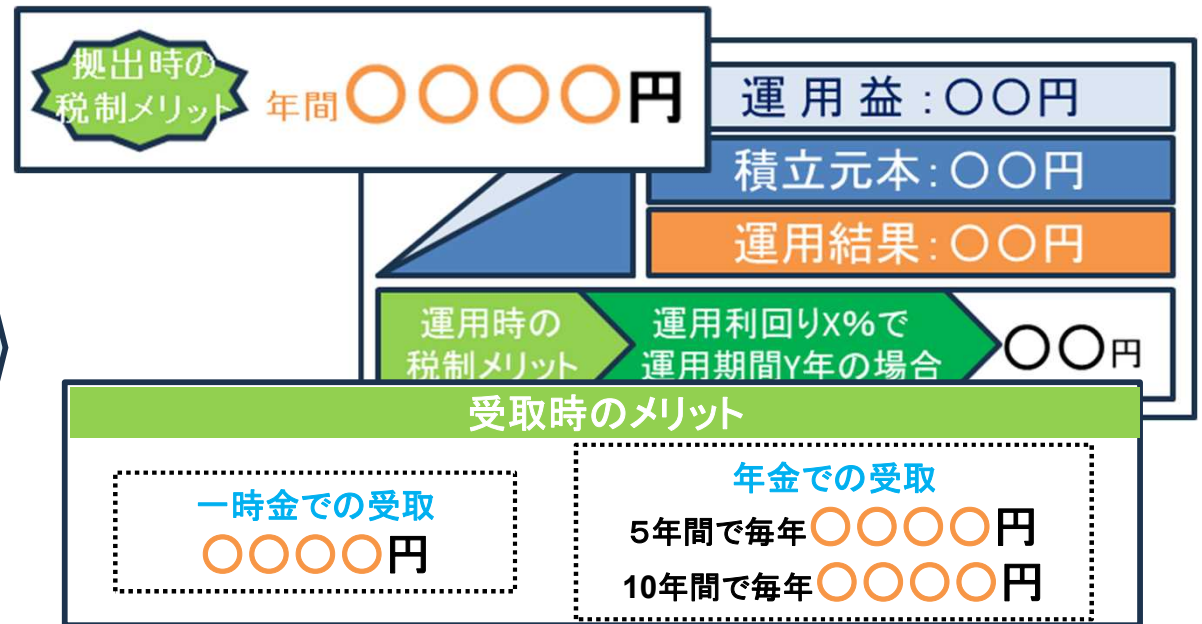 拠出時の
税制メリット
年間〇〇〇〇円
運用益:〇〇円
積立元本:〇〇円
運用結果:〇〇円
運用時の
税制メリット
運用利回りX%で
運用期間Y年の場合
〇〇円
受取時のメリット
一時金での受取
〇〇〇〇円
年金での受取
5年間で毎年〇〇〇〇円
10年間で毎年〇〇〇〇円